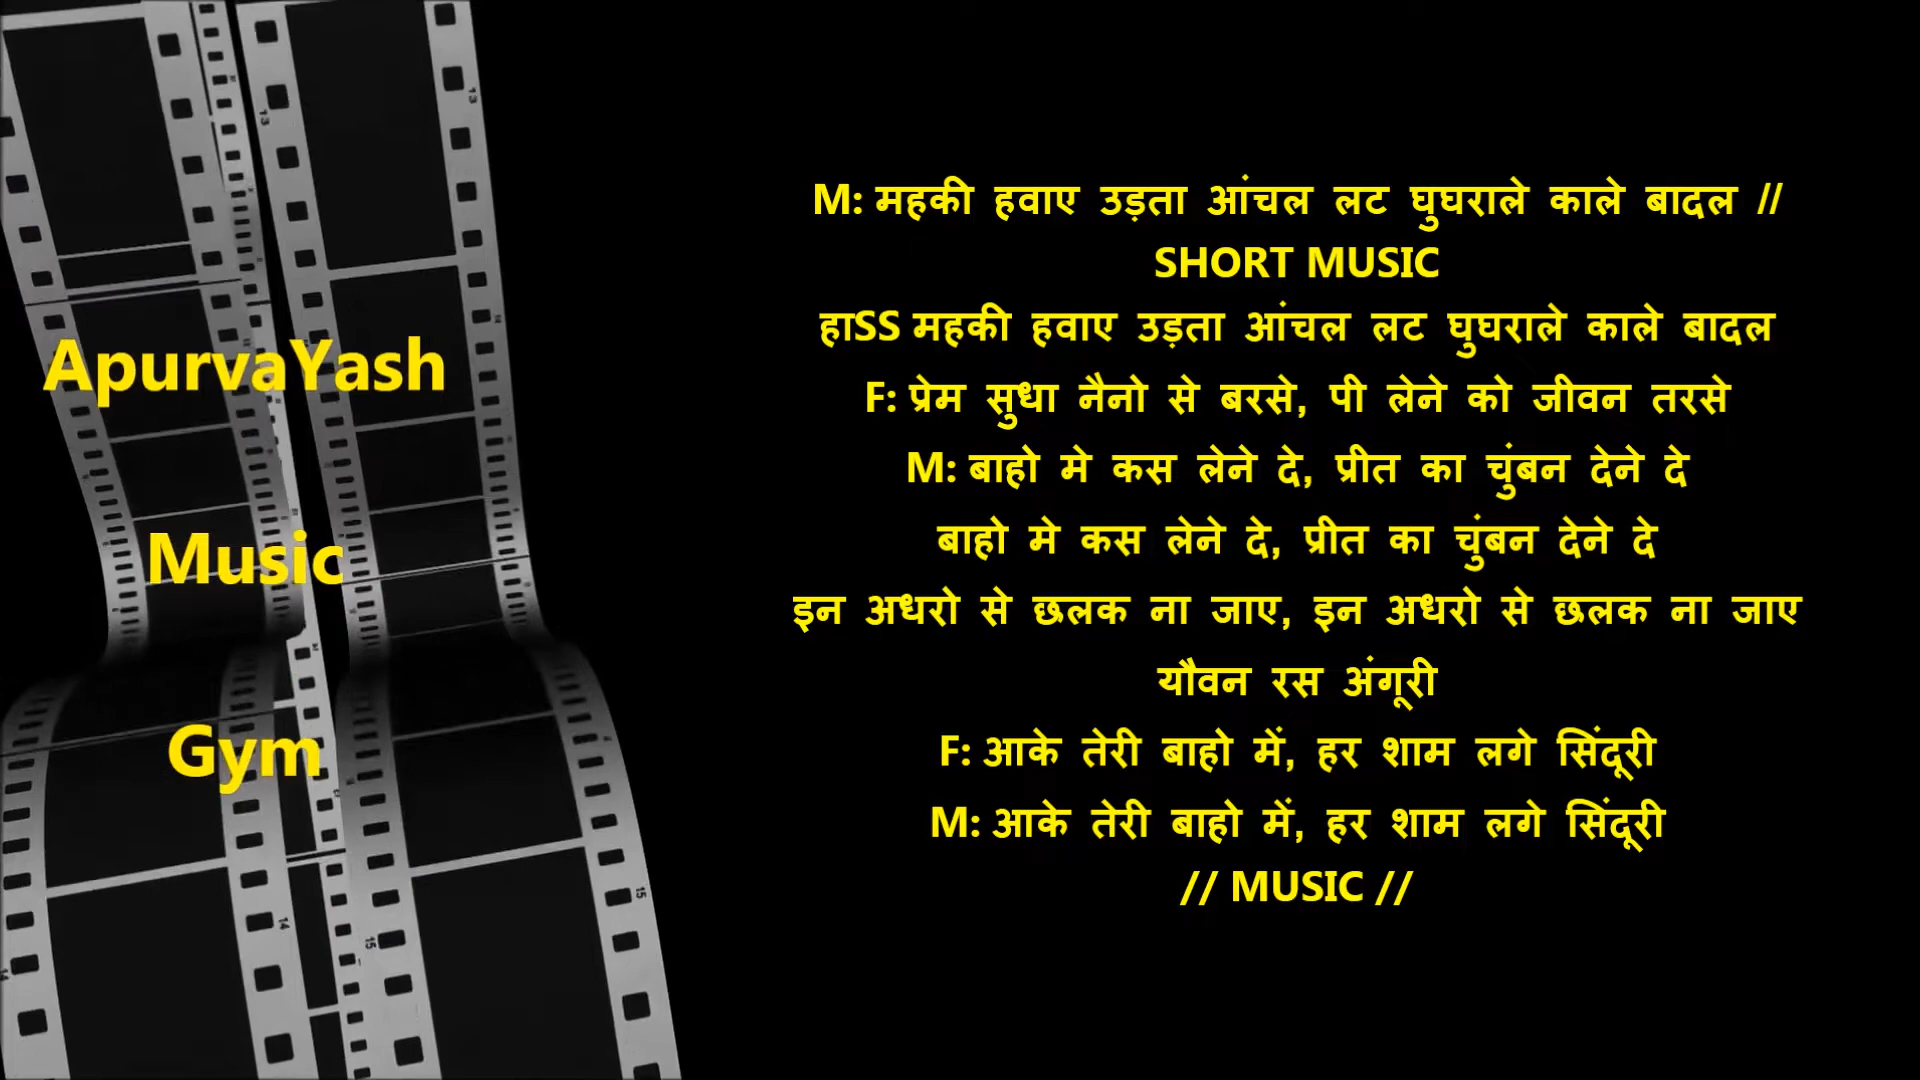 ApurvaYash
Music
Gym
M: महकी हवाए उड़ता आंचल लट घुघराले काले बादल //
SHORT MUSIC
हाSS महकी हवाए उड़ता आंचल लट घुघराले काले बादल
F: प्रेम सुधा नैनो से बरसे, पी लेने को जीवन तरसे
M: बाहो मे कस लेने दे, प्रीत का चुंबन देने दे
बाहो मे कस लेने दे, प्रीत का चुंबन देने दे
इन अधरो से छलक ना जाए, इन अधरो से छलक ना जाए
यौवन रस अंगूरी
F: आके तेरी बाहो में, हर शाम लगे सिंदूरी
M: आके तेरी बाहो में, हर शाम लगे सिंदूरी
// MUSIC //